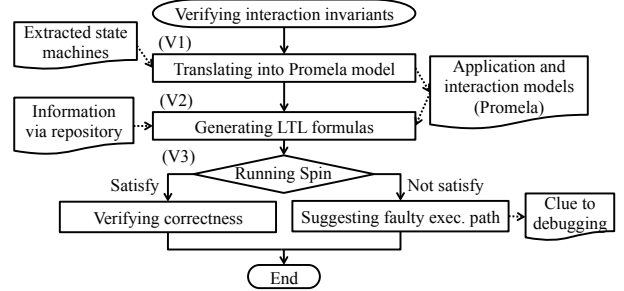 Verifying interaction invariants
Extracted state
machines
(V1)
Translating into Promela model
Application and
interaction models
(Promela)
Information
via repository
(V2)
Generating LTL formulas
(V3)
Running Spin
Satisfy
Not satisfy
Verifying correctness
Suggesting faulty exec. path
Clue to
debugging
End